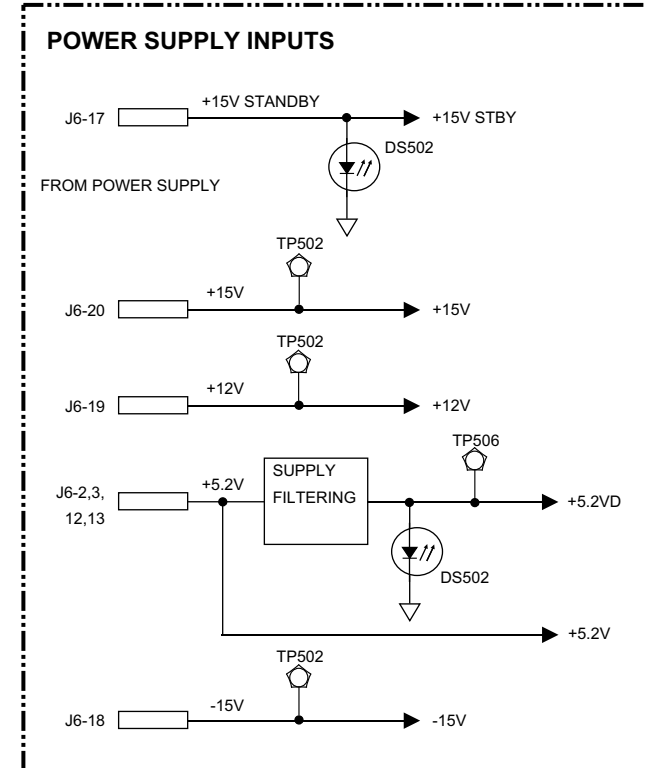 POWER SUPPLY INPUTS
+15V STANDBY
J6-17
+15V STBY
DS502
FROM POWER SUPPLY
TP502
+15V
J6-20
+15V
TP502
+12V
J6-19
+12V
TP506
SUPPLY
FILTERING
+5.2V
J6-2,3,
12,13
+5.2VD
DS502
+5.2V
TP502
-15V
J6-18
-15V